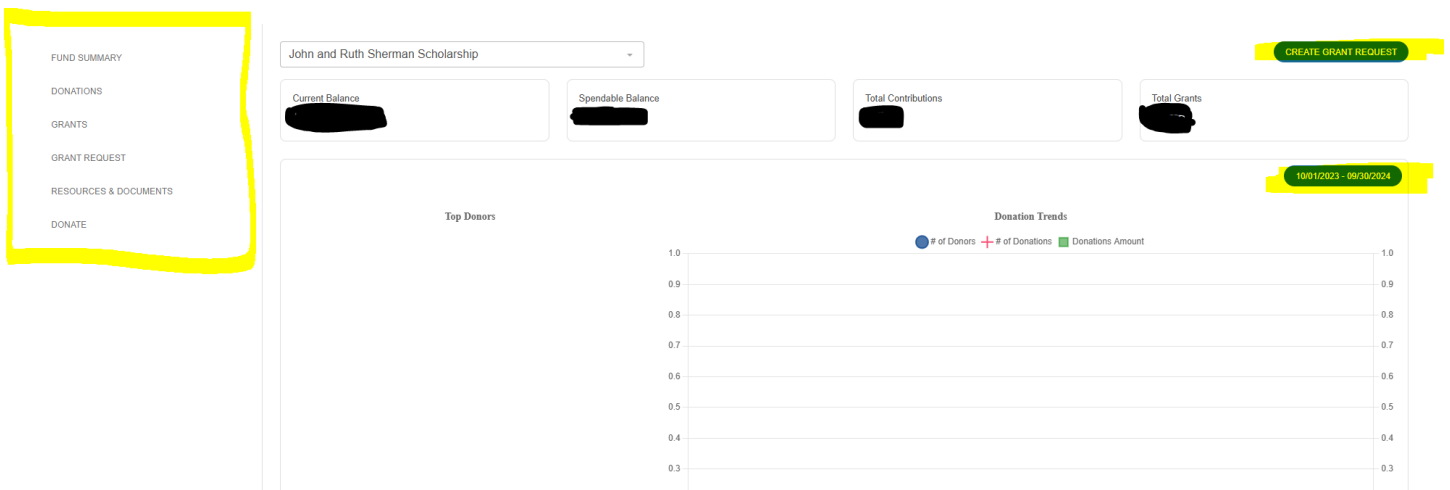 FUND SUMMARY
DONATIONS
GRANTS
GRANT REQUEST
RESOURCES & DOCUMENTS
DONATE
John and Ruth Sherman Scholarship
CREATE GRANT REQUEST
Current Balance
Spendable Balance
Total Contributions
Total Grants
10/01/2023 - 09/30/2024
Top Donors
Donation Trends
# of Donors # of Donations Donations Amount
1.0 1.0
0.9 0.9
0.8 0.8
0.7 0.7
0.6 0.6
0.5 0.5
0.4 0.4
0.3 0.3